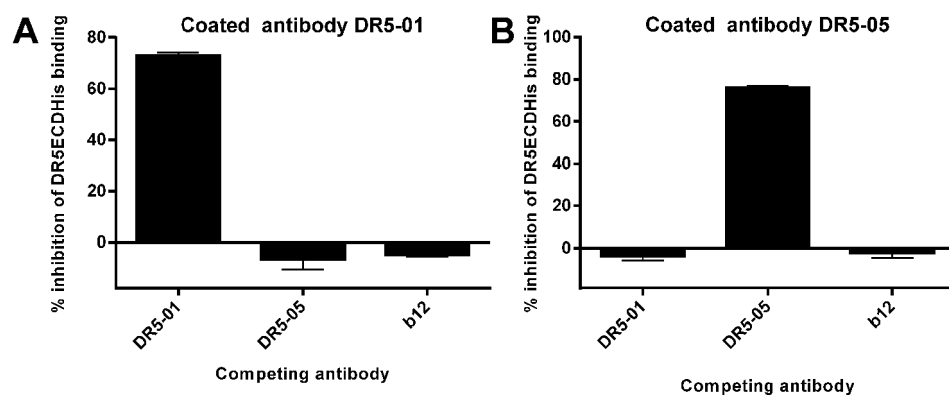 A
Coated antibody DR5-01
% inhibition of DR5ECDHis binding
80
60
40
20
0
DR5-01
DR5-05
b12
Competing antibody
B
Coated antibody DR5-05
% inhibition of DR5ECDHis binding
100
80
60
40
20
0
DR5-01
DR5-05
b12
Competing antibody